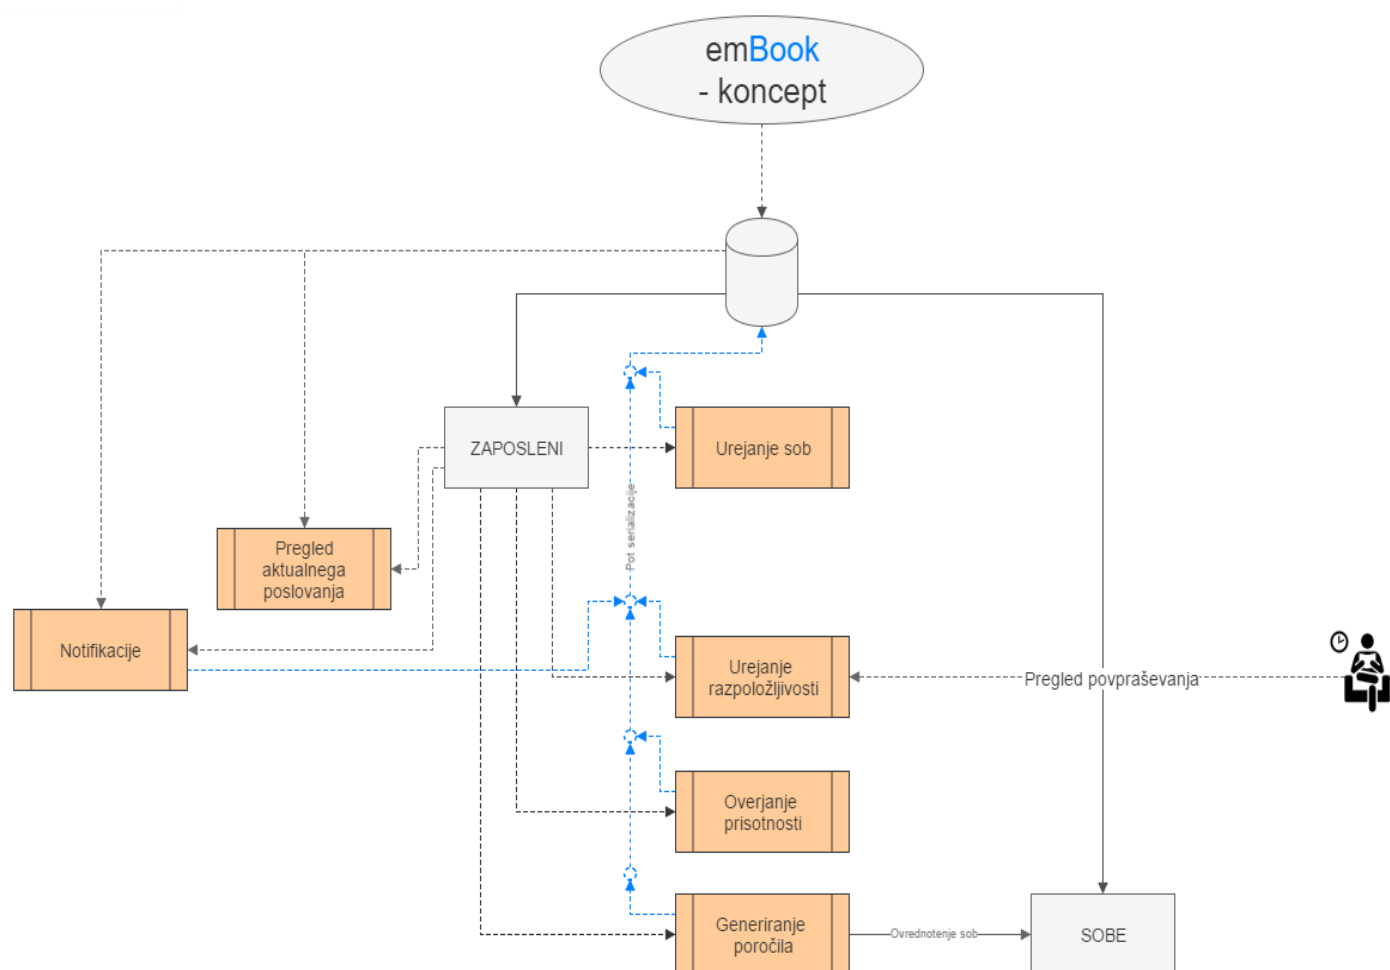 emBook
- koncept
ZAPOSLENI
Urejanje sob
Pot serializacije
Pregled
aktualnega
poslovanja
Notifikacije
Urejanje
razpoložljivosti
Pregled povpraševanja
Overjanje
prisotnosti
Generiranje
poročila
Ovrednotenje sob
SOBE